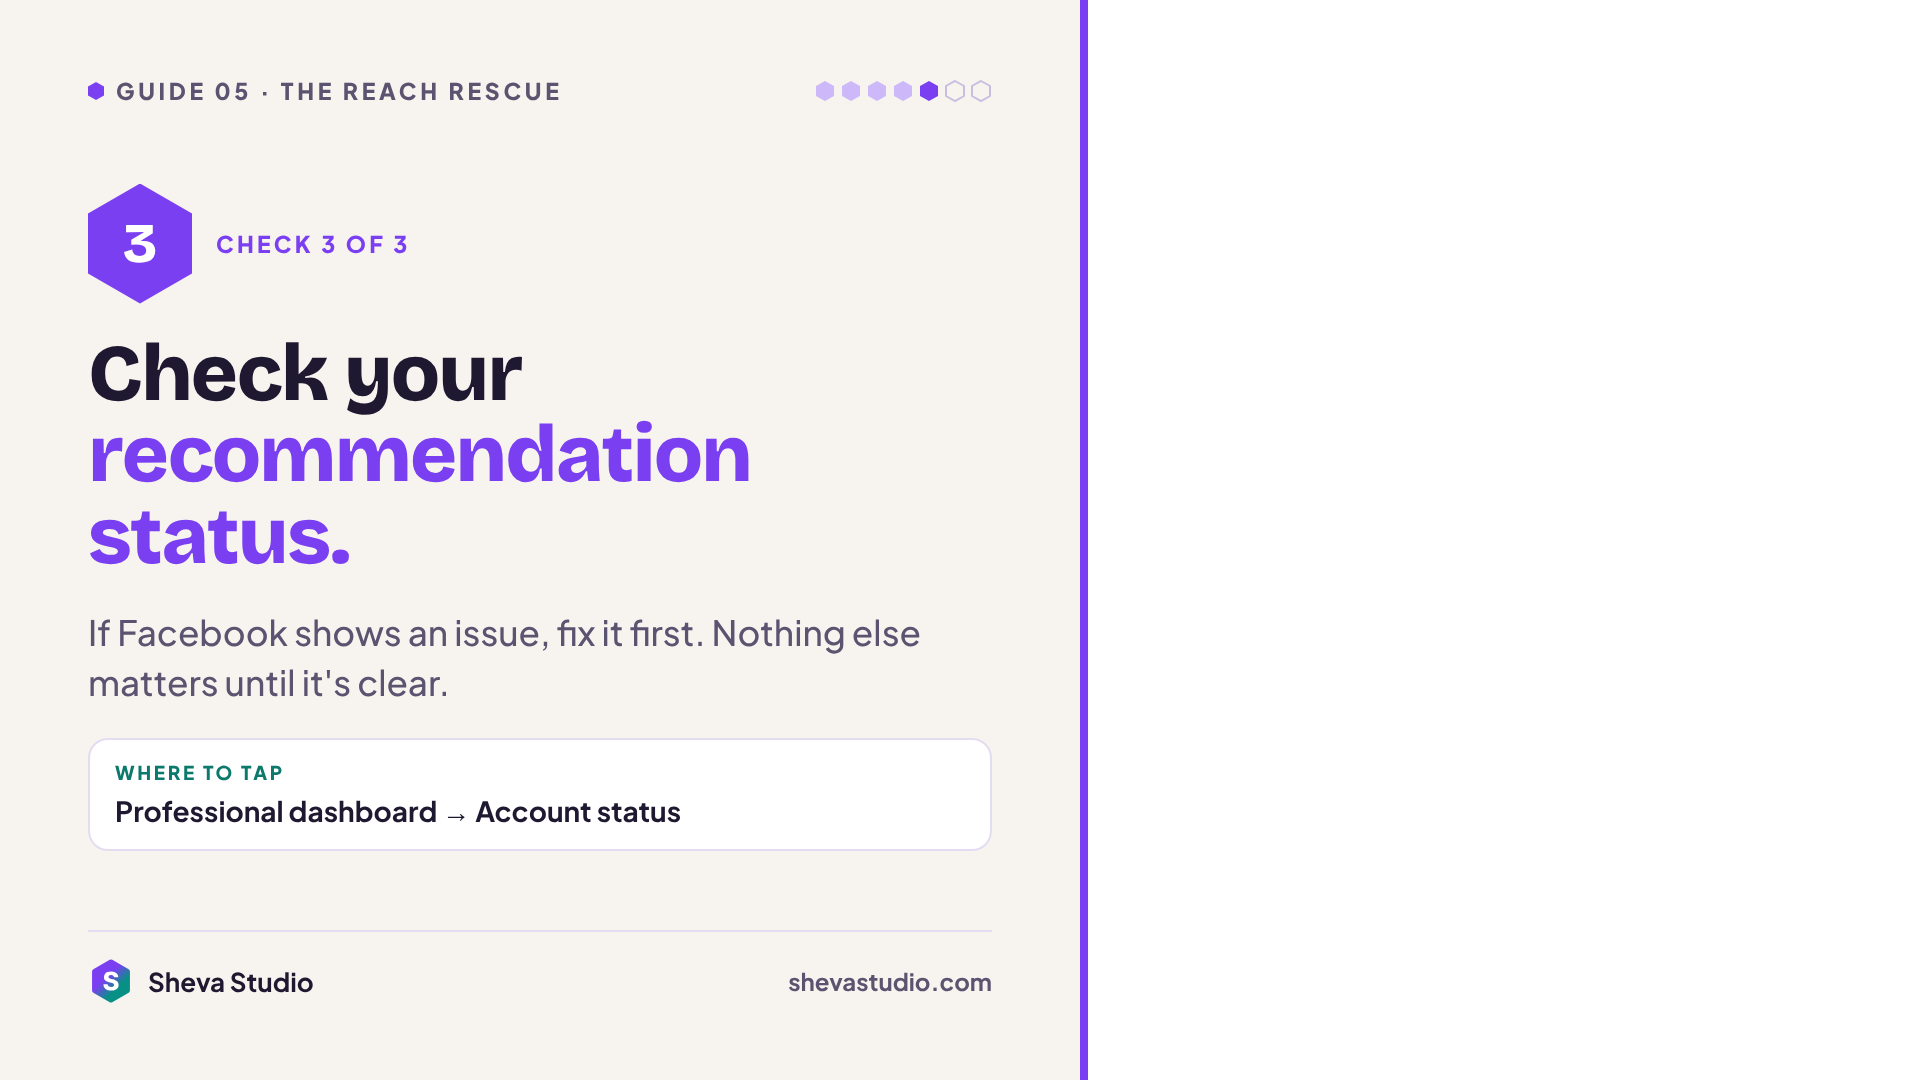 GUIDE 05 · THE REACH RESCUE
3
CHECK 3 OF 3
Check your
recommendation
status.
If Facebook shows an issue, fix it first. Nothing else
matters until it's clear.
WHERE TO TAP
Professional dashboard → Account status
S
Sheva Studio
shevastudio.com